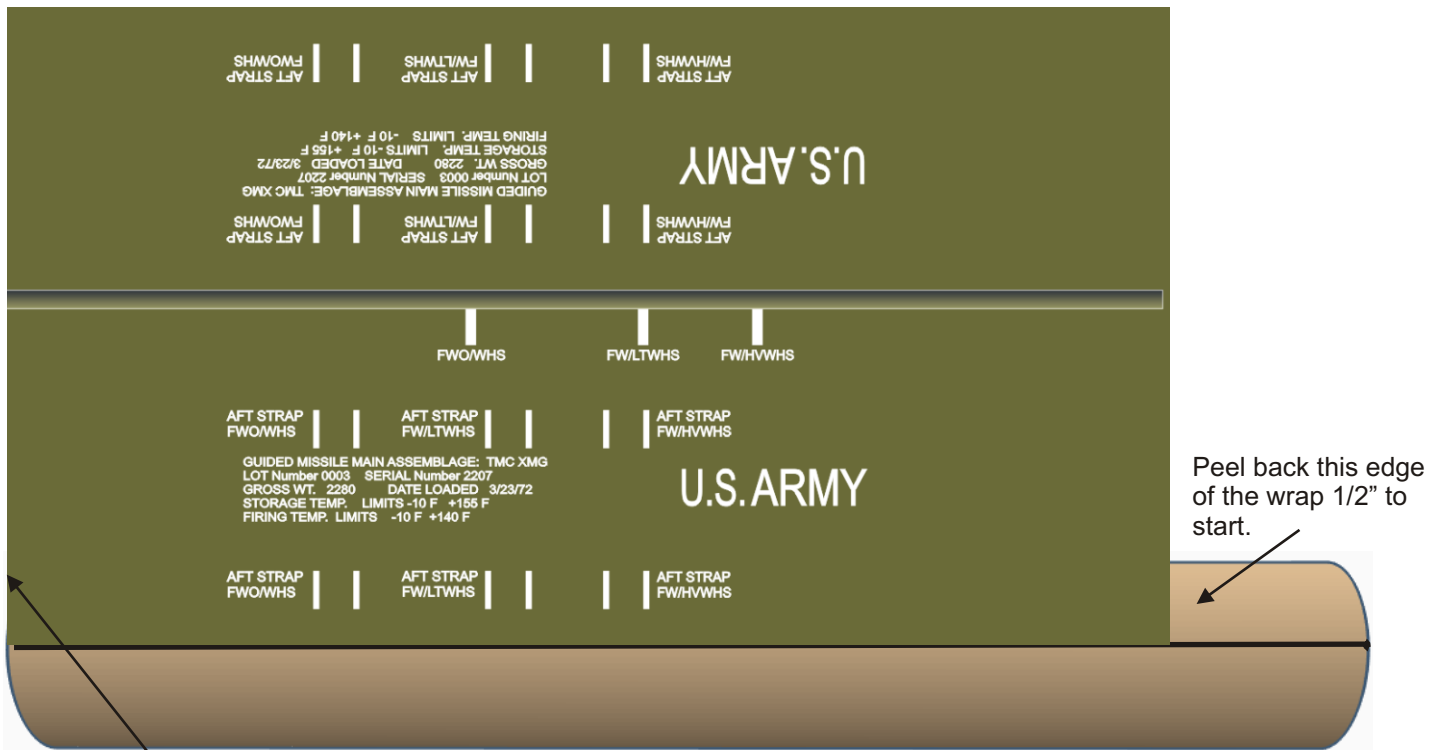 FWO/WHS
AFT STRAP
FW/LTWHS
AFT STRAP
FW/HVWHS
AFT STRAP
FIRING TEMP. LIMITS -10 F +140 F
STORAGE TEMP. LIMITS -10 F +155 F
GROSS WT. 2280 DATE LOADED 3/23/72
LOT Number 0003 SERIAL Number 2207
GUIDED MISSILE MAIN ASSEMBLAGE: TMC XMG
U.S. ARMY
FWO/WHS
AFT STRAP
FW/LTWHS
AFT STRAP
FW/HVWHS
AFT STRAP
FWO/WHS
FW/LTWHS
FW/HVWHS
AFT STRAP
FWO/WHS
AFT STRAP
FW/LTWHS
AFT STRAP
FW/HVWHS
GUIDED MISSILE MAIN ASSEMBLAGE: TMC XMG
LOT Number 0003 SERIAL Number 2207
GROSS WT. 2280 DATE LOADED 3/23/72
STORAGE TEMP. LIMITS -10 F +155 F
FIRING TEMP. LIMITS -10 F +140 F
U.S. ARMY
AFT STRAP
FWO/WHS
AFT STRAP
FW/LTWHS
AFT STRAP
FW/HVWHS
Peel back this edge
of the wrap 1/2” to
start.